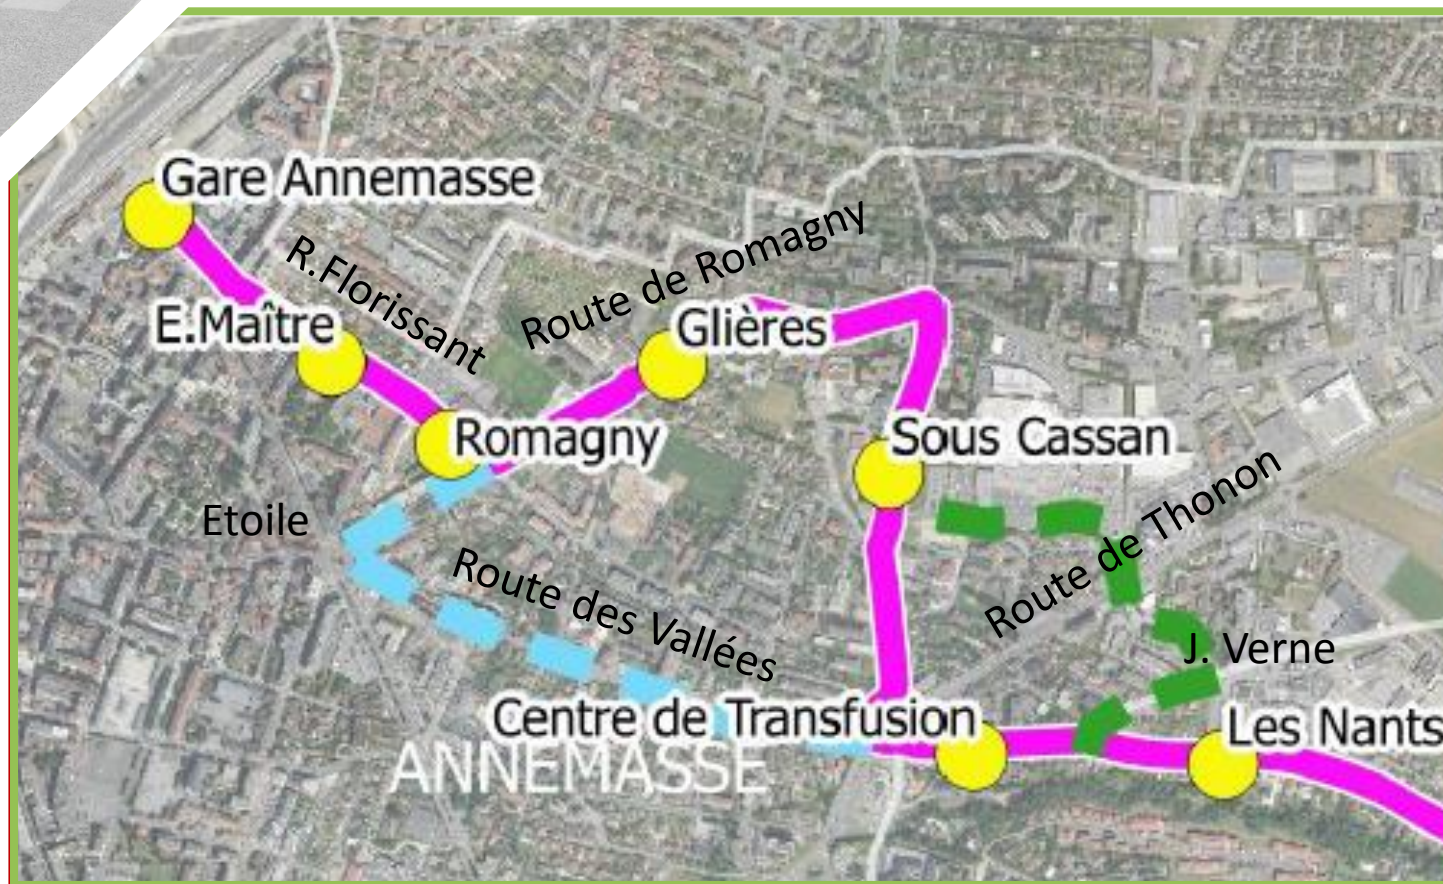 Gare Annemasse
R.Florissant
Route de Romagny
E.Maître
Glières
Romagny
Sous Cassan
Etoile
Route de Thonon
Route des Vallées
J. Verne
Centre de Transfusion
Les Nants
ANNEMASSE